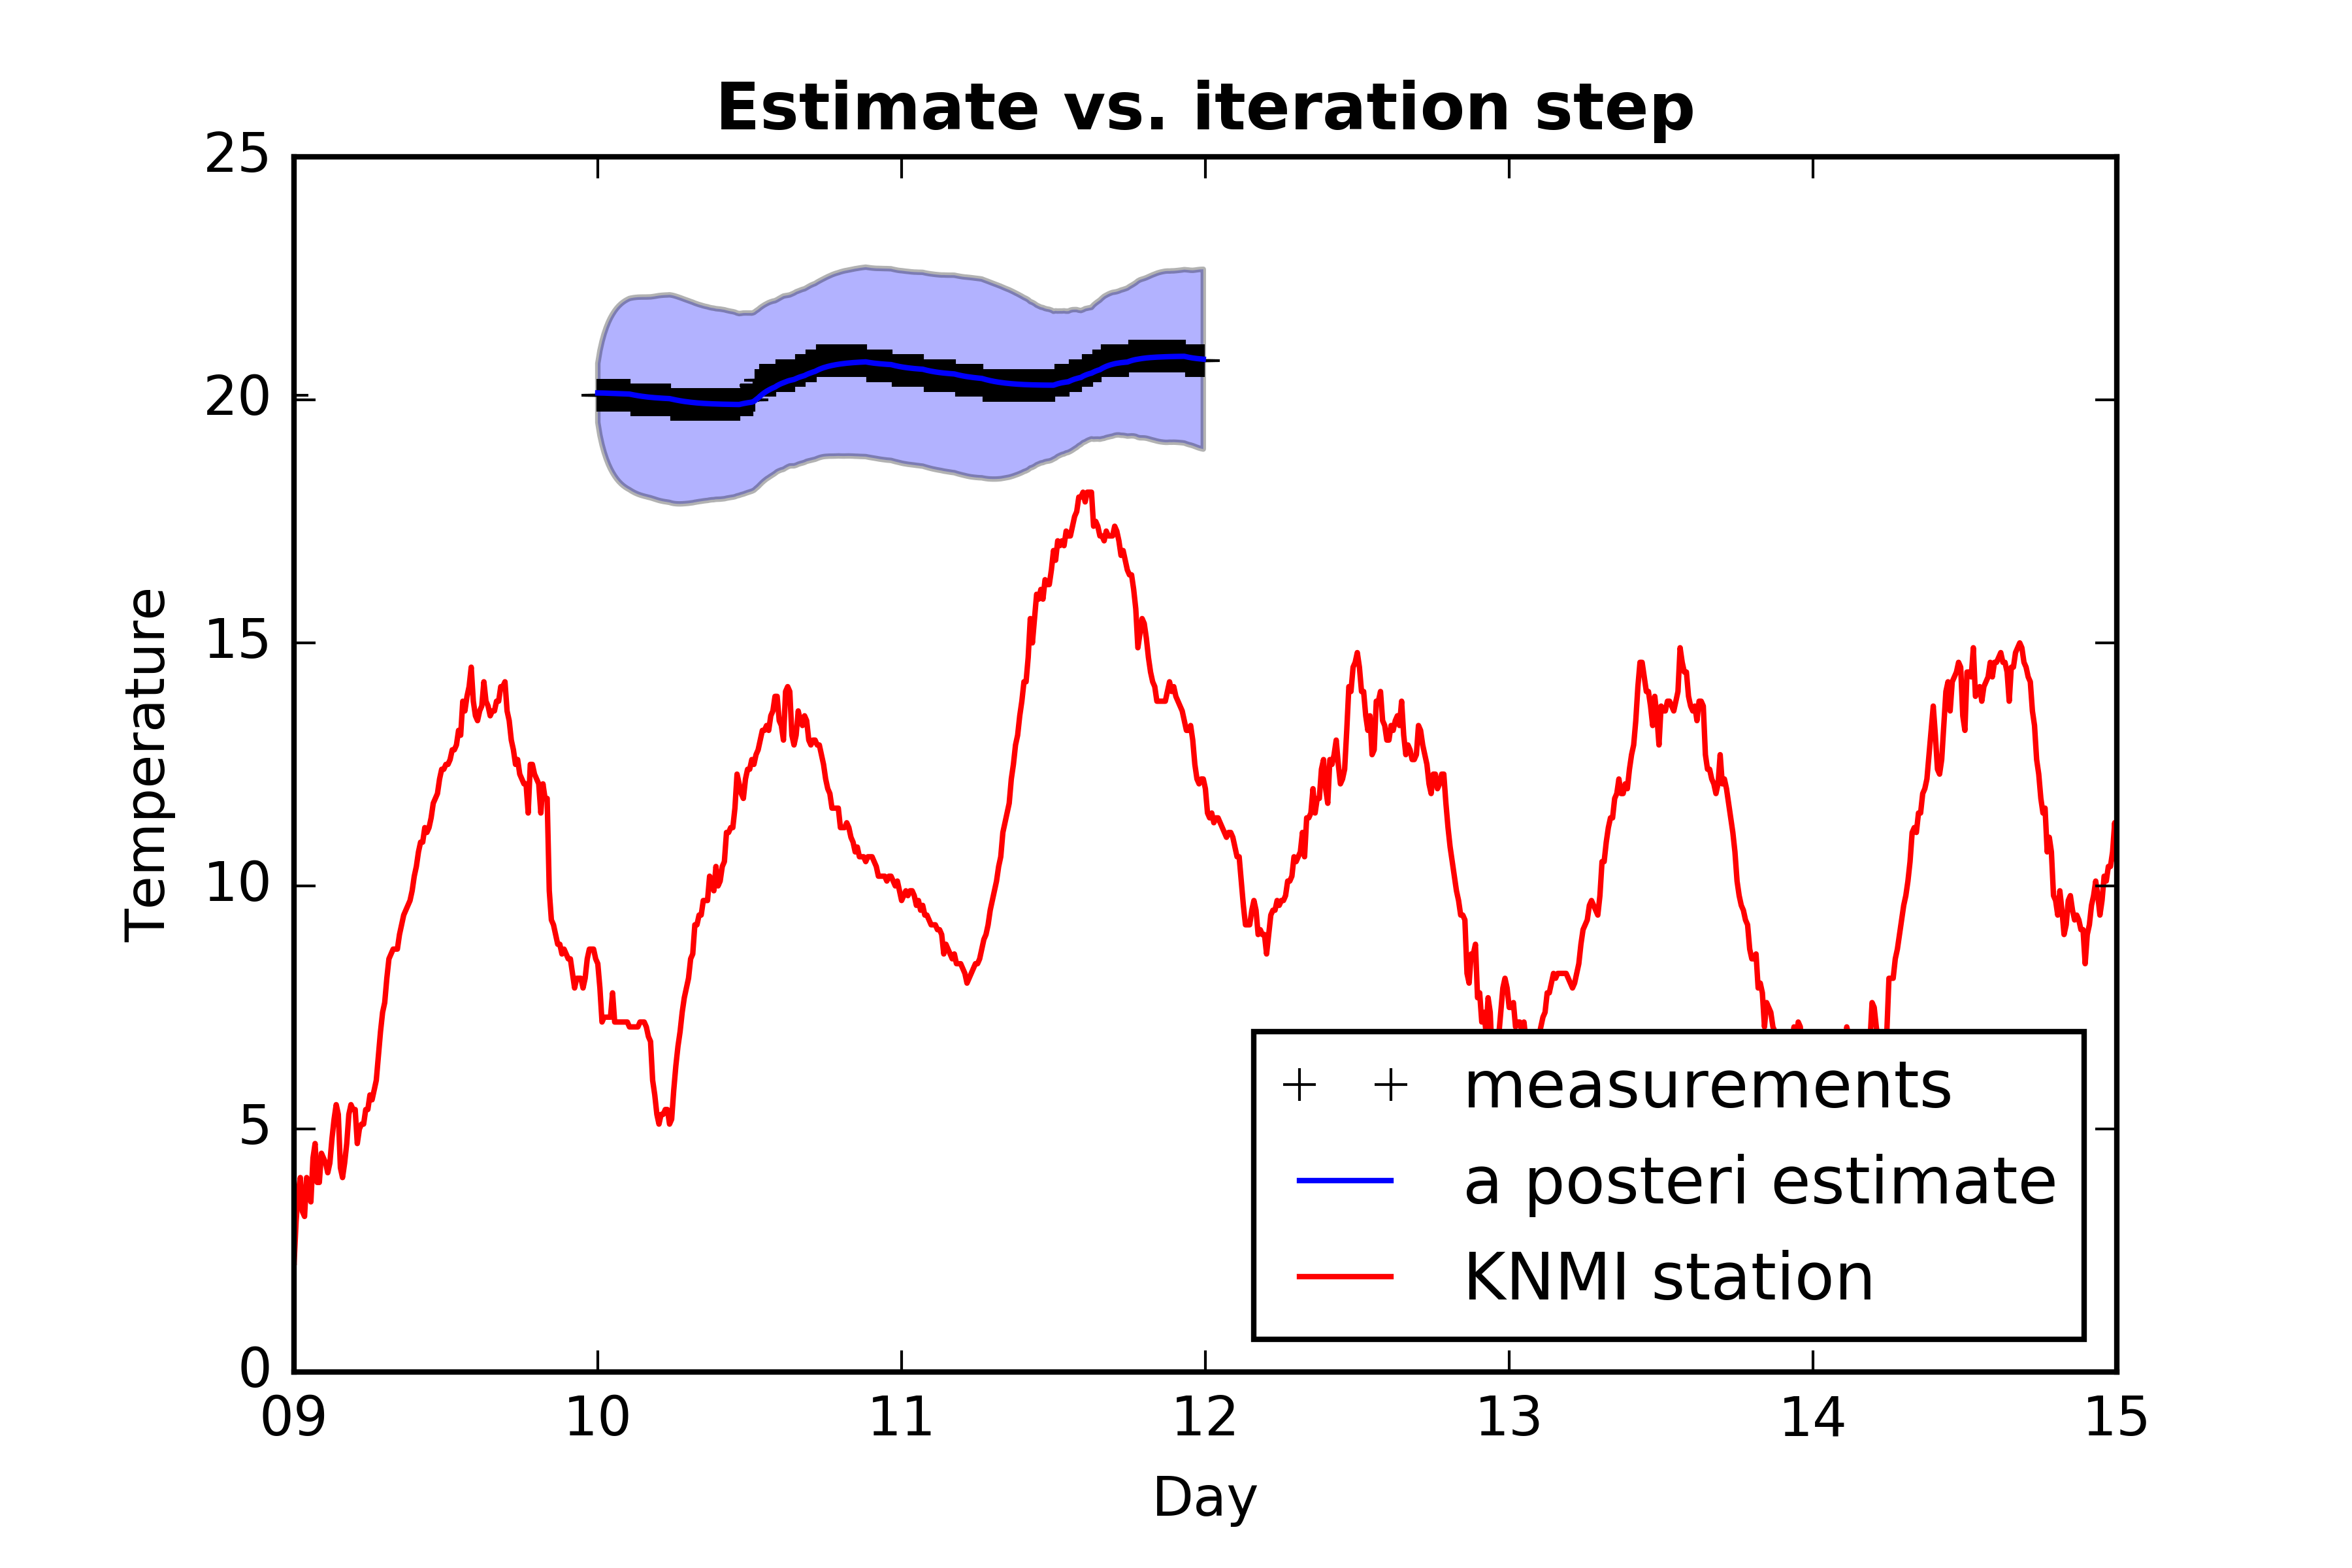 Estimate vs. iteration step
25
20
15
10
5
0
Temperature
09 10 11 12 13 14 15
Day
measurements
a posteri estimate
KNMI station